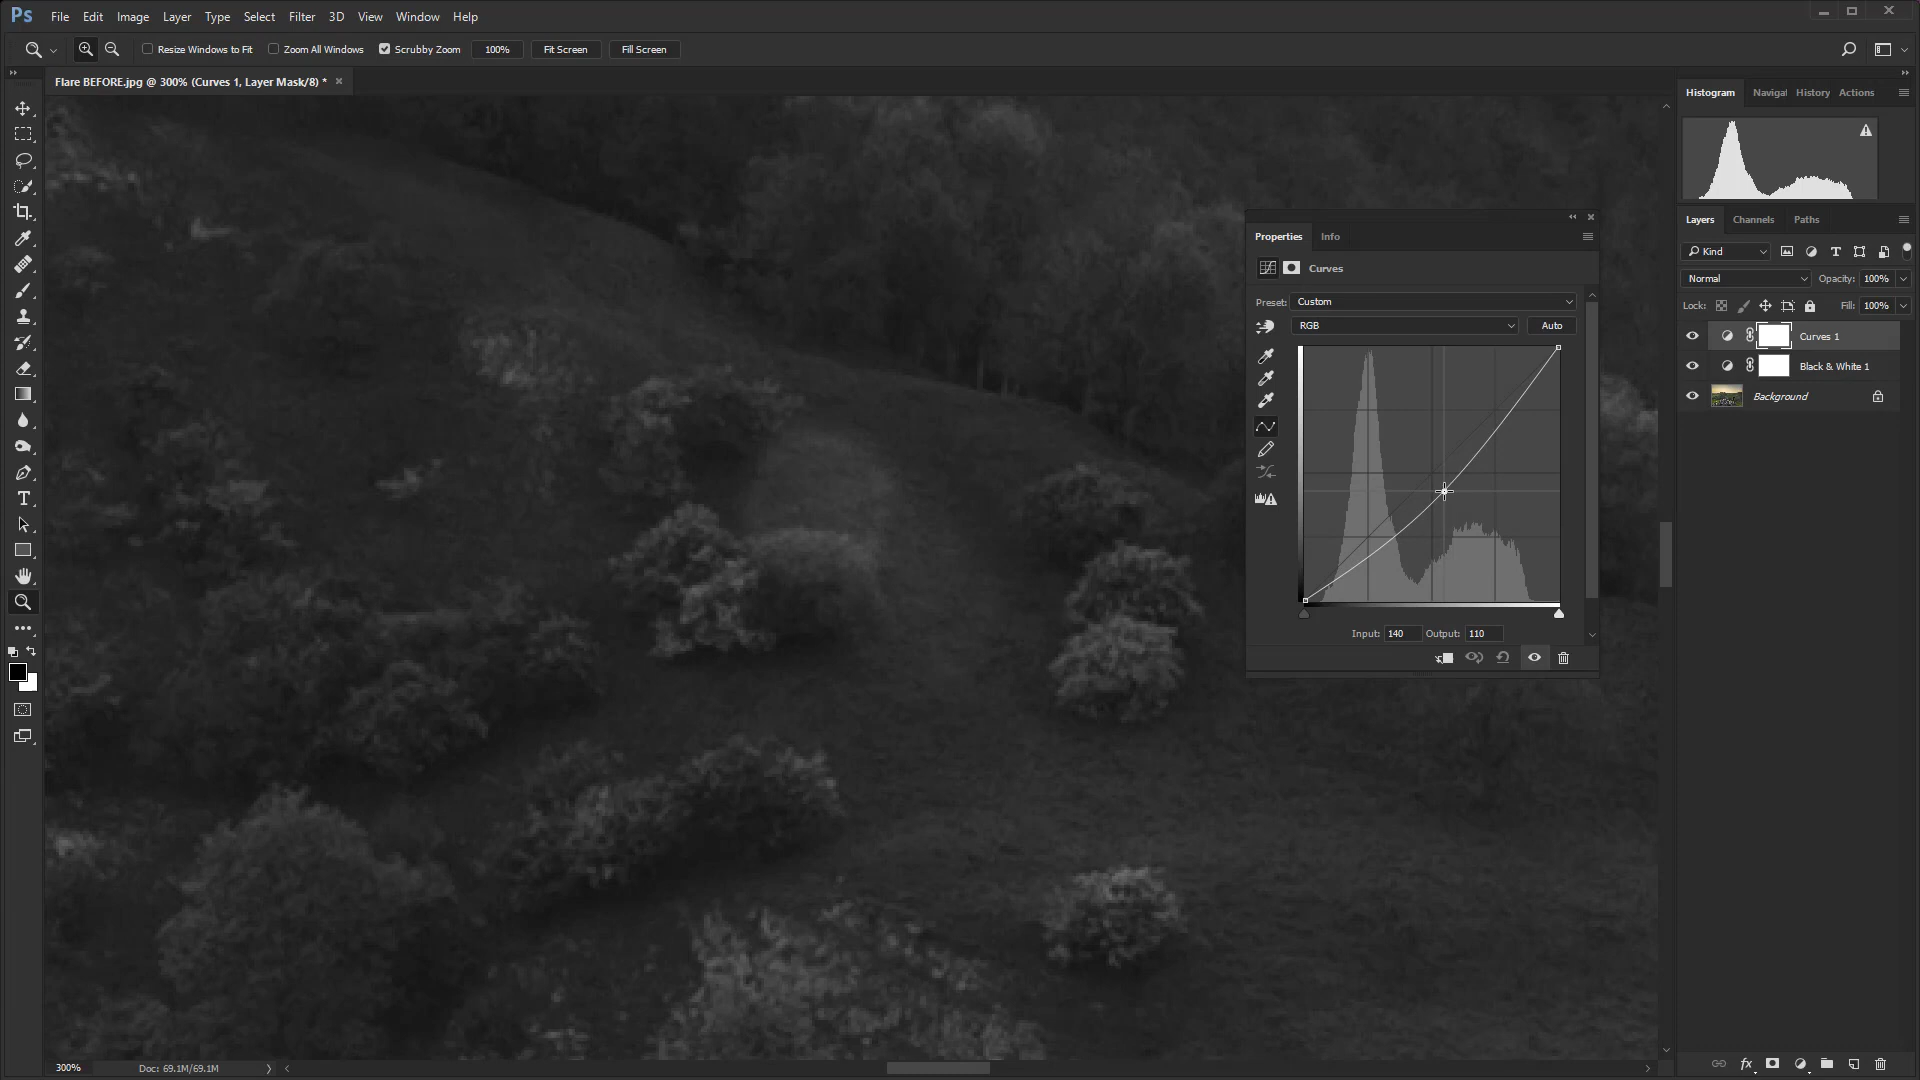 Ps File Edit Image Layer Type Select Filter 3D View Window Help
Resize Windows to Fit Zoom All Windows Scrubby Zoom 100% Fit Screen Fill Screen
Flare BEFORE.jpg @ 300% (Curves 1, Layer Mask/8) *
Histogram Navigat History Actions
Layers Channels Paths
Properties Info
Kind
Curves
Normal Opacity: 100%
Preset: Custom
Lock: Fill: 100%
RGB Auto
Curves 1
Black & White 1
Background
Input: 140 Output: 110
300% Doc: 69.1M/69.1M